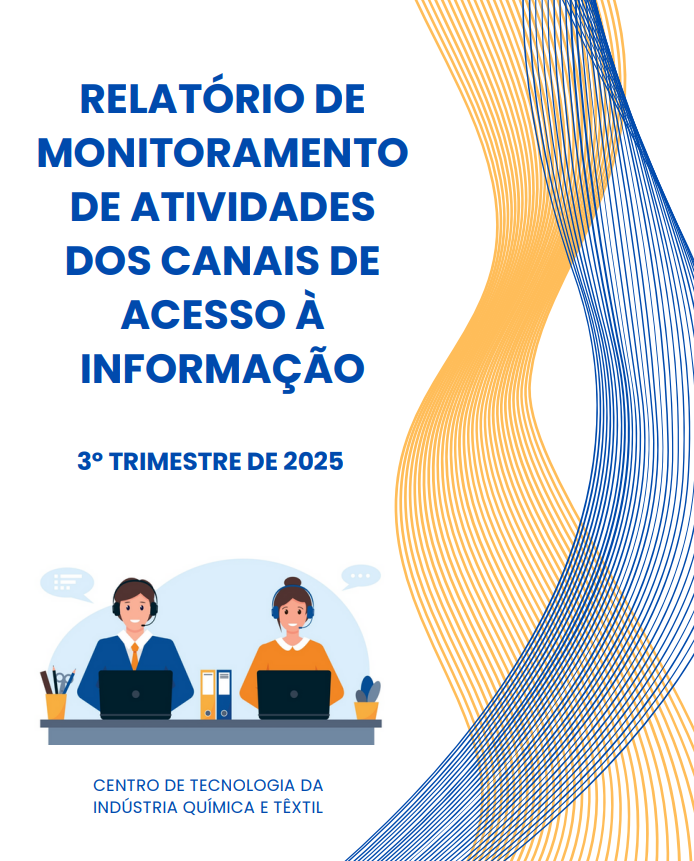 RELATÓRIO DE
MONITORAMENTO
DE ATIVIDADES
DOS CANAIS DE
ACESSO À
INFORMAÇÃO
3º TRIMESTRE DE 2025
CENTRO DE TECNOLOGIA DA
INDÚSTRIA QUÍMICA E TÊXTIL